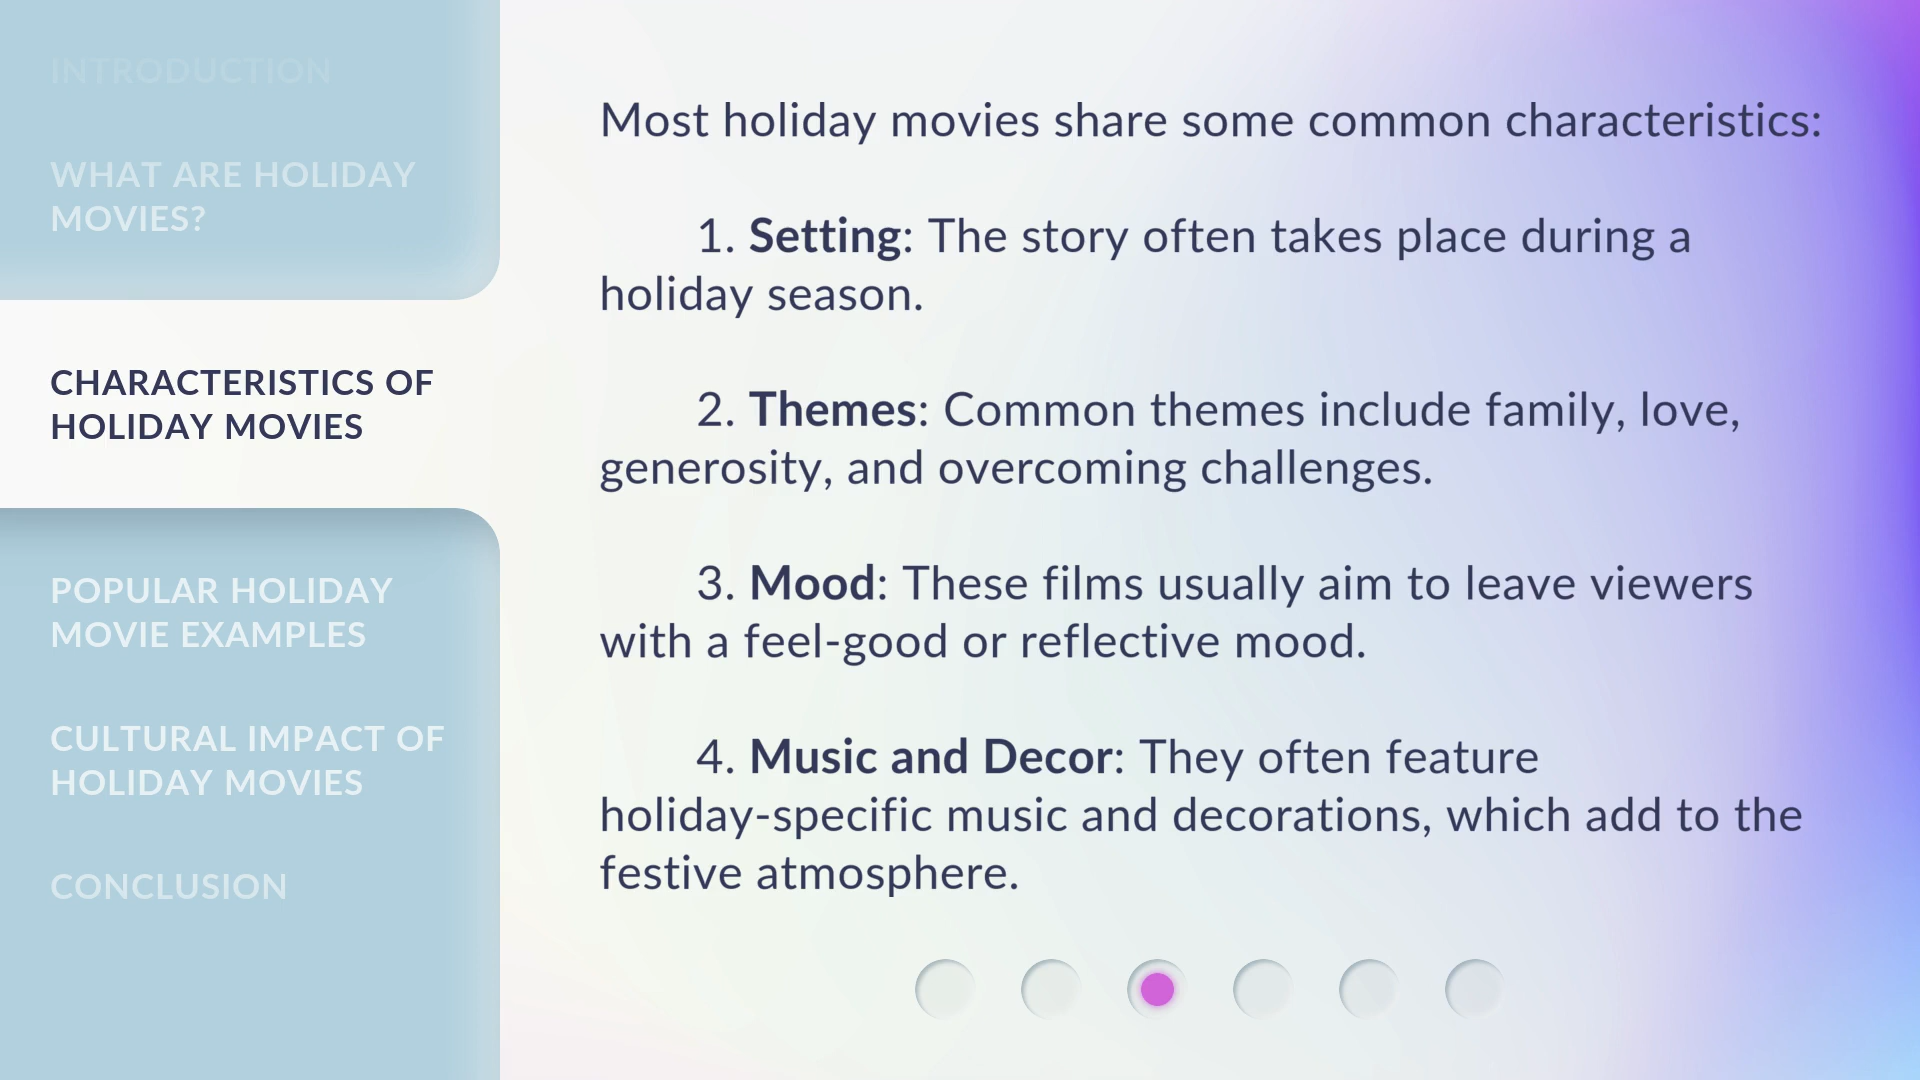 INTRODUCTION
WHAT ARE HOLIDAY
MOVIES?
CHARACTERISTICS OF
HOLIDAY MOVIES
POPULAR HOLIDAY
MOVIE EXAMPLES
CULTURAL IMPACT OF
HOLIDAY MOVIES
CONCLUSION
Most holiday movies share some common characteristics:
1. Setting: The story often takes place during a
holiday season.
2. Themes: Common themes include family, love,
generosity, and overcoming challenges.
3. Mood: These films usually aim to leave viewers
with a feel-good or reflective mood.
4. Music and Decor: They often feature
holiday-specific music and decorations, which add to the
festive atmosphere.